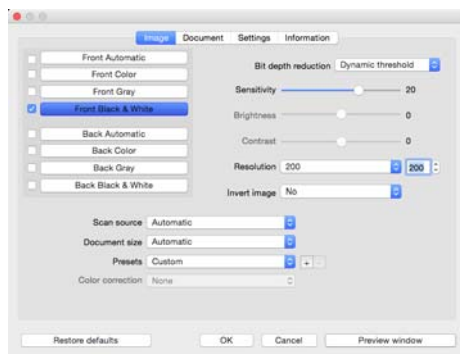 Image Document Settings Information
Front Automatic
Front Color
Front Gray
Front Black & White
Back Automatic
Back Color
Back Gray
Back Black & White
Bit depth reduction Dynamic threshold
Sensitivity 20
Brightness 0
Contrast 0
Resolution 200 200
Invert image No
Scan source Automatic
Document size Automatic
Presets Custom + -
Color correction None
Restore defaults OK Cancel Preview window